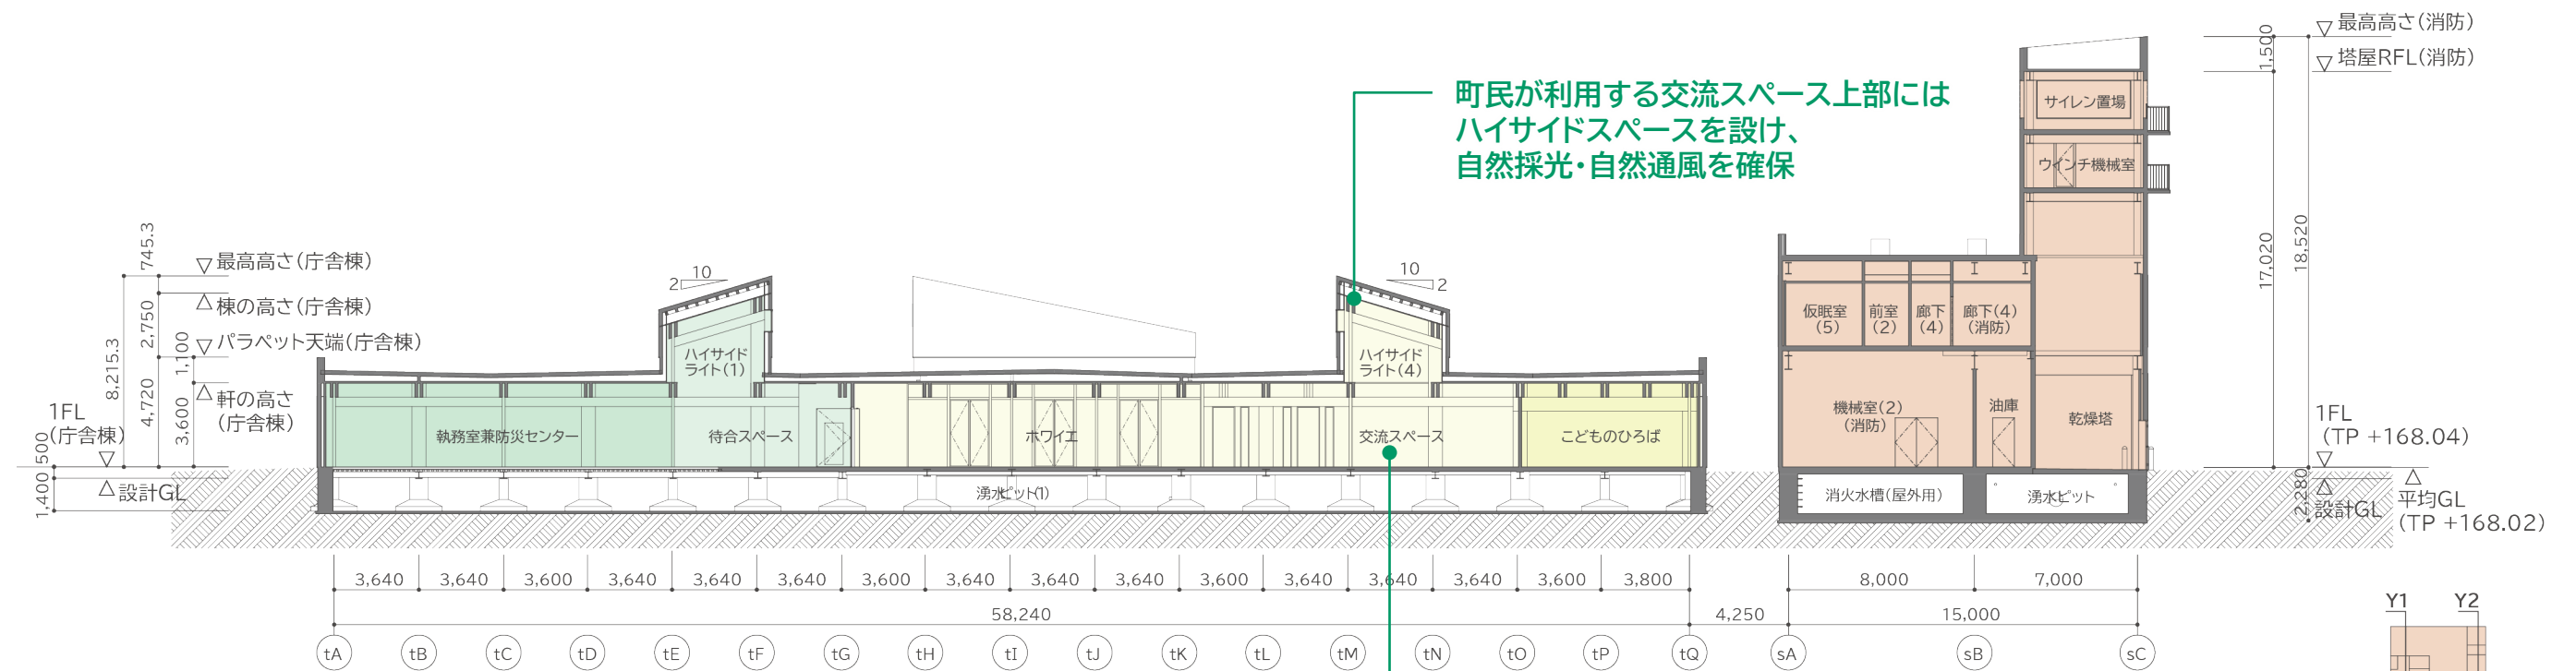 最高高さ(消防)
塔屋RFL(消防)
1,500
17,020
18,520
2,280
町民が利用する交流スペース上部には
ハイサイドスペースを設け、
自然採光・自然通風を確保
サイレン置場
ウインチ機械室
最高高さ(庁舎棟)
棟の高さ(庁舎棟)
パラペット天端(庁舎棟)
軒の高さ
(庁舎棟)
745.3
2,750
1,100
8,215.3
4,720
3,600
1FL
(庁舎棟)
500
1,400
設計GL
10
2
10
2
ハイサイド
ライト(1)
ハイサイド
ライト(4)
執務室兼防災センター
待合スペース
ホワイエ
交流スペース
こどものひろば
湧水ピット(1)
仮眠室
(5)
前室
(2)
廊下
(4)
廊下(4)
(消防)
機械室(2)
(消防)
油庫
乾燥塔
消火水槽(屋外用)
湧水ピット
1FL
(TP +168.04)
設計GL
平均GL
(TP +168.02)
3,640 3,640 3,600 3,640 3,640 3,640 3,600 3,640 3,640 3,640 3,600 3,640 3,640 3,640 3,600 3,800 8,000 7,000
58,240 4,250 15,000
tA tB tC tD tE tF tG tH tI tJ tK tL tM tN tO tP tQ sA sB sC
Y1 Y2